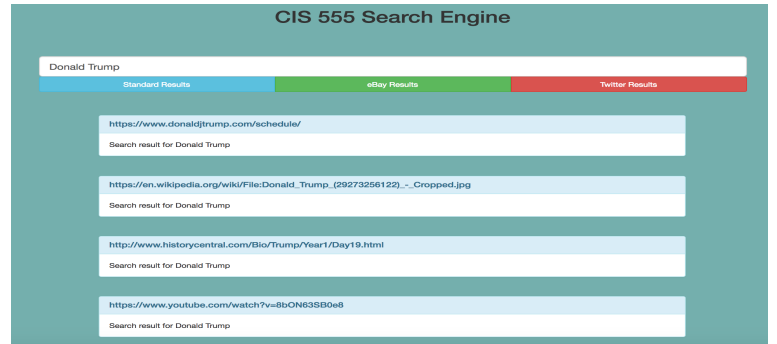 CIS 555 Search Engine
Donald Trump
Standard Results eBay Results Twitter Results
https://www.donaldjtrump.com/schedule/
Search result for Donald Trump
https://en.wikipedia.org/wiki/File:Donald_Trump_(29273256122)_-_Cropped.jpg
Search result for Donald Trump
http://www.historycentral.com/Bio/Trump/Year1/Day19.html
Search result for Donald Trump
https://www.youtube.com/watch?v=8bON63SB0e8
Search result for Donald Trump